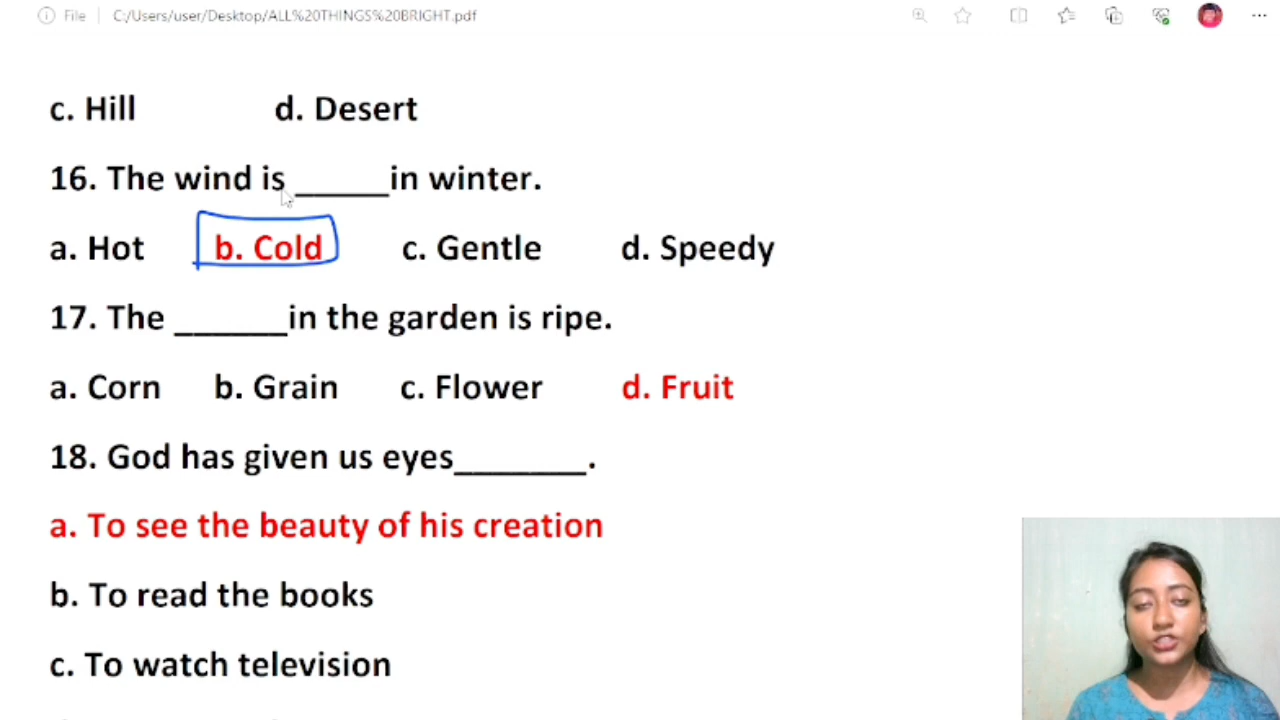 File C:/Users/user/Desktop/ALL%20THINGS%20BRIGHT.pdf
c. Hill d. Desert
16. The wind is _____in winter.
a. Hot b. Cold c. Gentle d. Speedy
17. The ______in the garden is ripe.
a. Corn b. Grain c. Flower d. Fruit
18. God has given us eyes_______.
a. To see the beauty of his creation
b. To read the books
c. To watch television